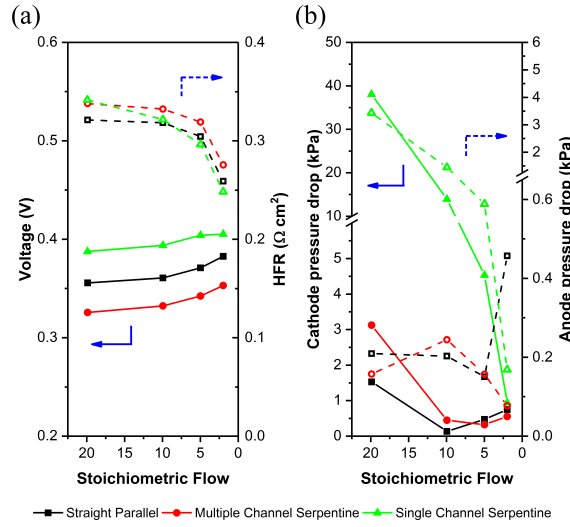 (a)
(b)
0.6
0.5
0.4
0.3
0.2
Voltage (V)
0.4
0.3
0.2
0.1
0.0
HFR (Ω cm²)
20 15 10 5 0
Stoichiometric Flow
50
40
30
20
10
5
4
3
2
1
0
Cathode pressure drop (kPa)
6
5
4
3
2
1
0.6
0.4
0.2
0.0
Anode pressure drop (kPa)
20 15 10 5 0
Stoichiometric Flow
Straight Parallel Multiple Channel Serpentine Single Channel Serpentine